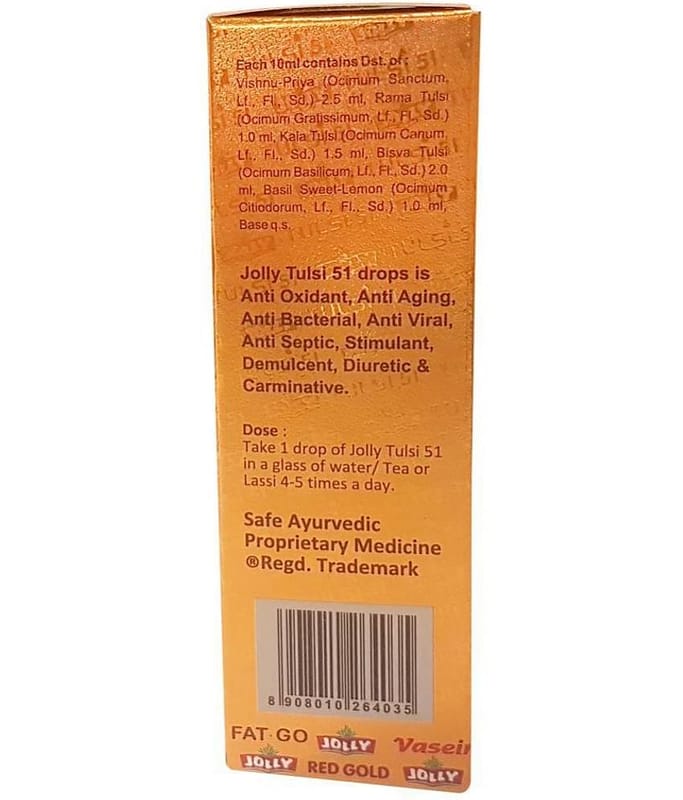 Each 10ml contains Dst. of :
Vishnu-Priya (Ocimum Sanctum,
Lf., Fl., Sd.) 2.5 ml, Rama Tulsi
(Ocimum Gratissimum, Lf., Fl., Sd.)
1.0 ml, Kala Tulsi (Ocimum Canum,
Lf., Fl., Sd.) 1.5 ml, Bisva Tulsi
(Ocimum Basilicum, Lf., Fl., Sd.) 2.0
ml, Basil Sweet-Lemon (Ocimum
Citiodorum, Lf., Fl., Sd.) 1.0 ml,
Base q.s.
Jolly Tulsi 51 drops is
Anti Oxidant, Anti Aging,
Anti Bacterial, Anti Viral,
Anti Septic, Stimulant,
Demulcent, Diuretic &
Carminative.
Dose :
Take 1 drop of Jolly Tulsi 51
in a glass of water/ Tea or
Lassi 4-5 times a day.
Safe Ayurvedic
Proprietary Medicine
®Regd. Trademark
8 908010 264035
FAT GO JOLLY Vasein
JOLLY RED GOLD JOLLY